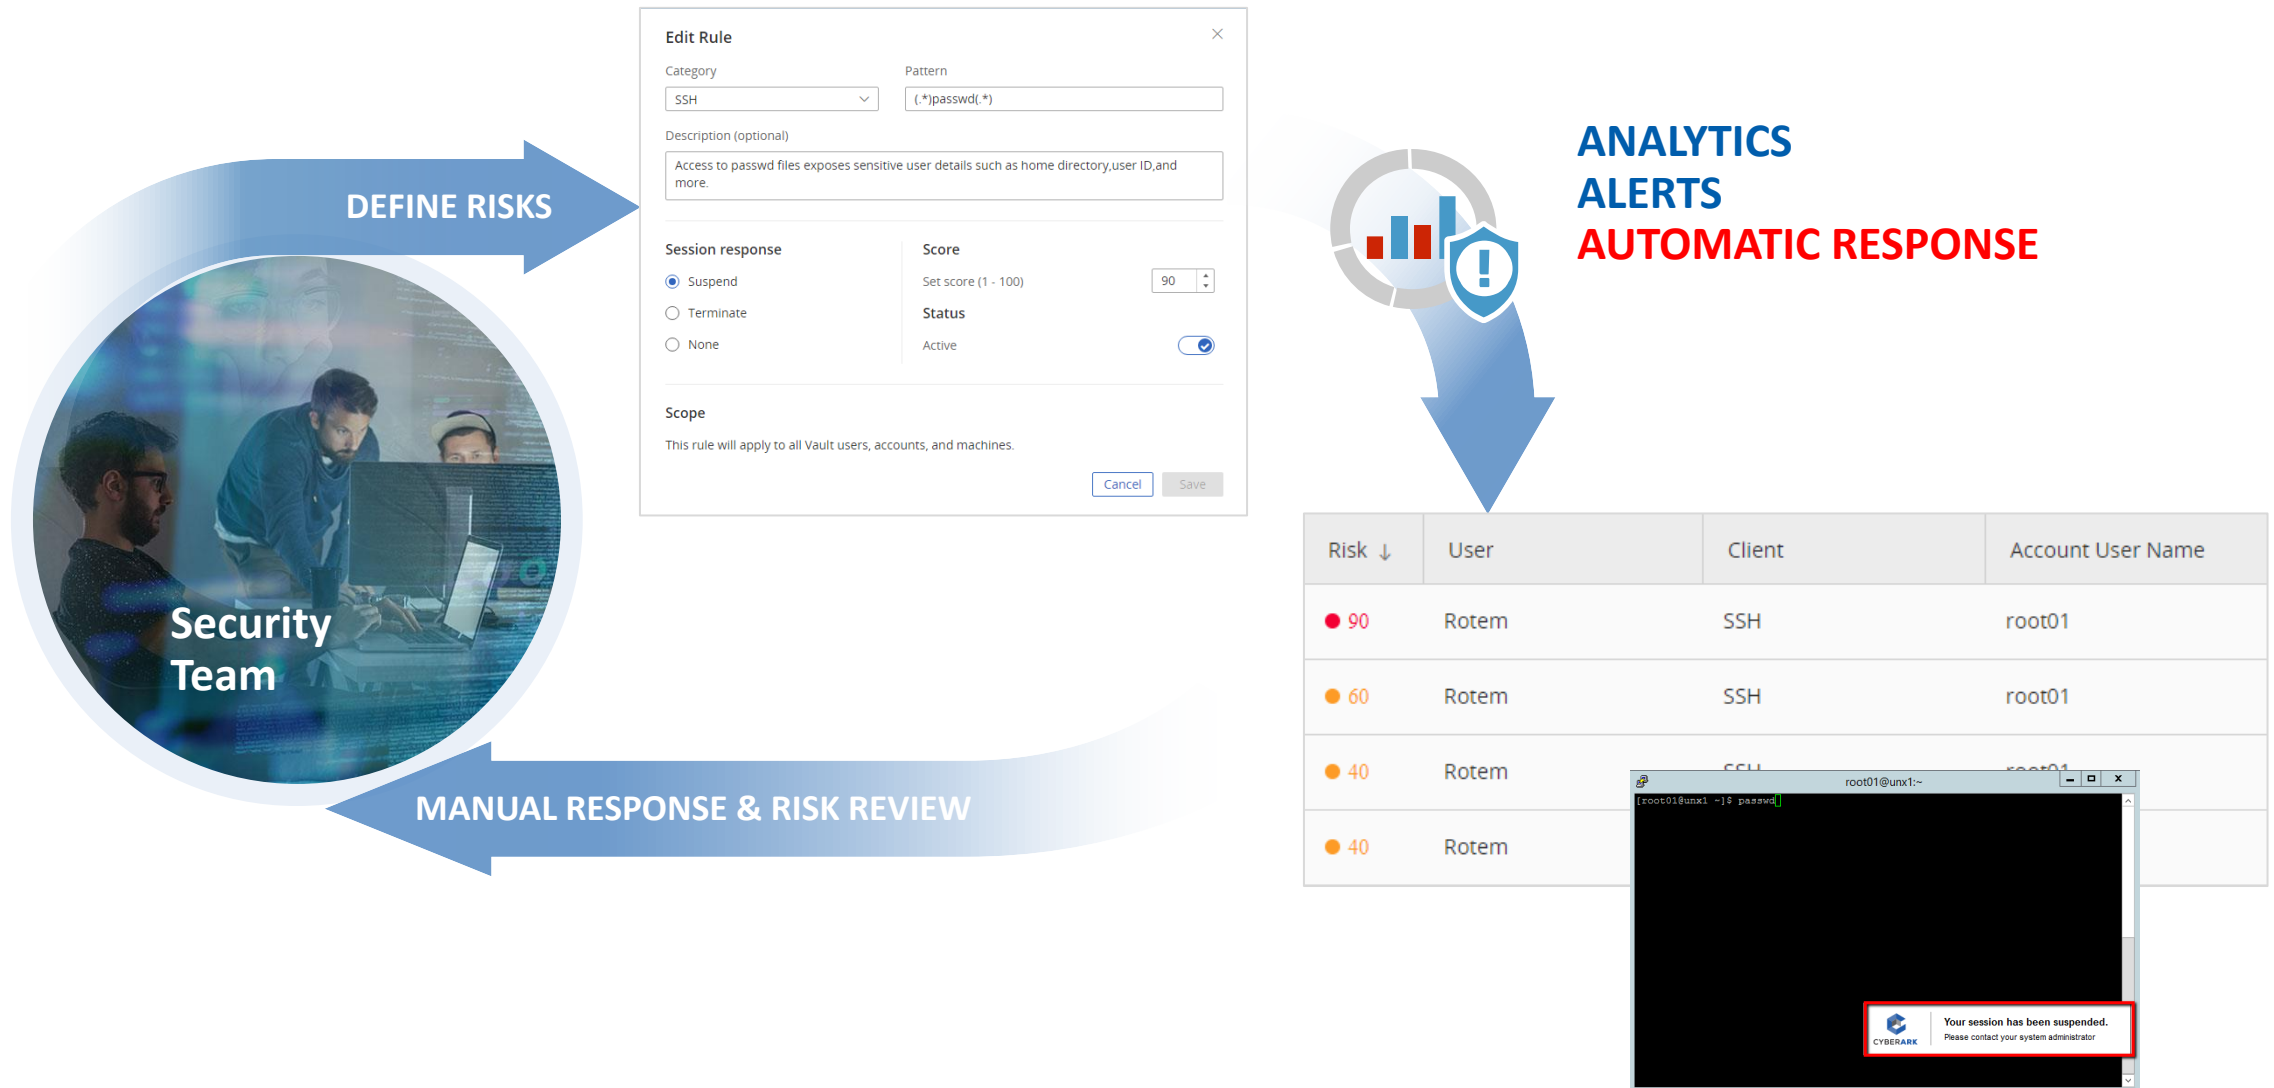 Edit Rule
Category
Pattern
SSH
(.*)passwd(.*)
Description (optional)
Access to passwd files exposes sensitive user details such as home directory,user ID,and
more.
Session response
Suspend
Terminate
None
Score
Set score (1 - 100)
90
Status
Active
Scope
This rule will apply to all Vault users, accounts, and machines.
Cancel
Save
DEFINE RISKS
ANALYTICS
ALERTS
AUTOMATIC RESPONSE
Security
Team
MANUAL RESPONSE & RISK REVIEW
Risk ↓ User Client Account User Name
90 Rotem SSH root01
60 Rotem SSH root01
40 Rotem SSH root01
40 Rotem
root01@unx1:~
[root01@unx1 ~]$ passwd
CYBERARK
Your session has been suspended.
Please contact your system administrator